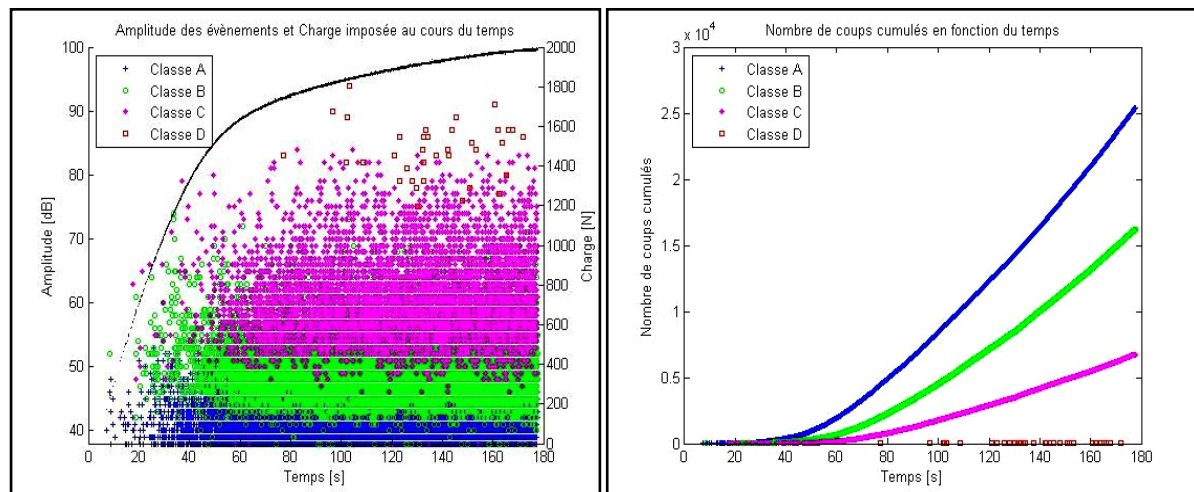 Amplitude des évènements et Charge imposée au cours du temps
100
90
80
70
60
50
40
Amplitude [dB]
Classe A
Classe B
Classe C
Classe D
2000
1800
1600
1400
1200
1000
800
600
400
200
0
Charge [N]
0 20 40 60 80 100 120 140 160 180
Temps [s]
Nombre de coups cumulés en fonction du temps
x 10⁴
3
2.5
2
1.5
1
0.5
0
Nombre de coups cumulés
Classe A
Classe B
Classe C
Classe D
0 20 40 60 80 100 120 140 160 180
Temps [s]